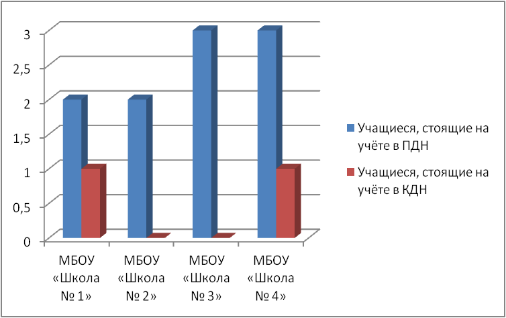 3
2,5
2
1,5
1
0,5
0
МБОУ
«Школа
№ 1»
МБОУ
«Школа
№ 2»
МБОУ
«Школа
№ 3»
МБОУ
«Школа
№ 4»
Учащиеся, стоящие на
учёте в ПДН
Учащиеся, стоящие на
учёте в КДН